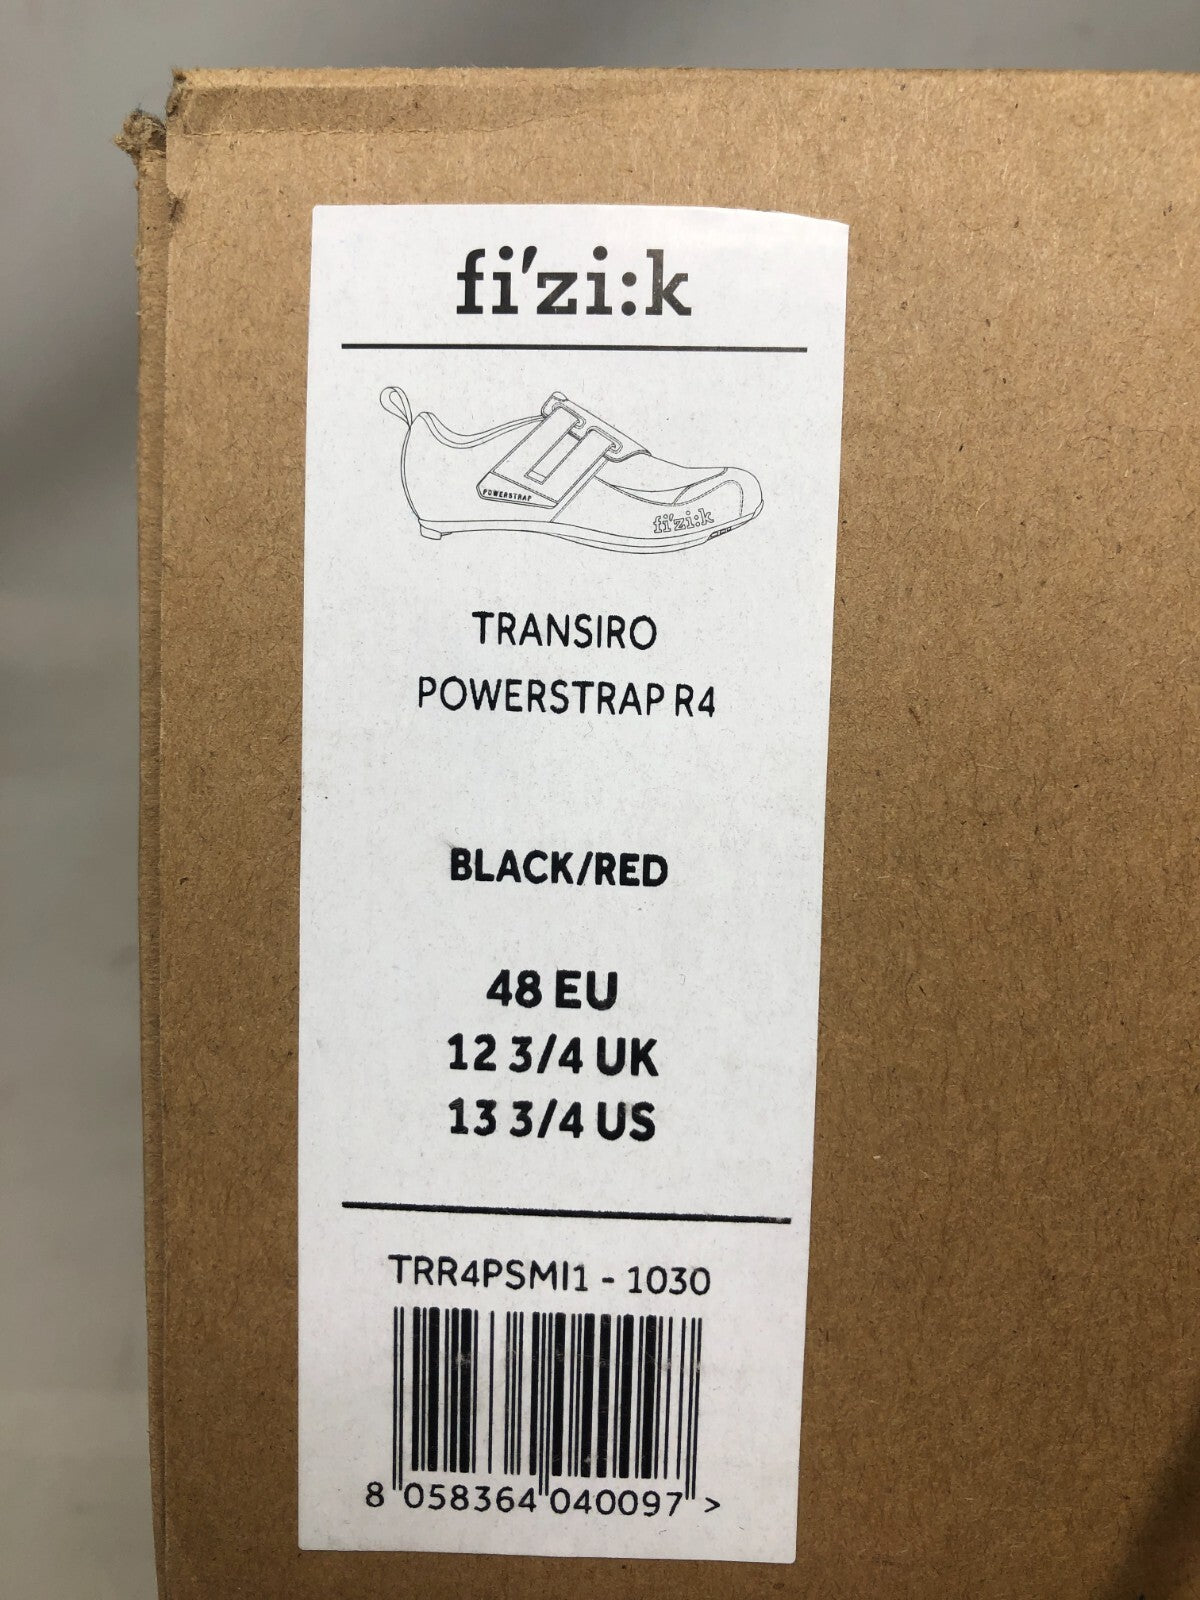 fi'zi:k
POWERSTRAP
fi'zi:k
TRANSIRO
POWERSTRAP R4
BLACK/RED
48 EU
12 3/4 UK
13 3/4 US
TRR4PSMI1 - 1030
8 058364 040097 >